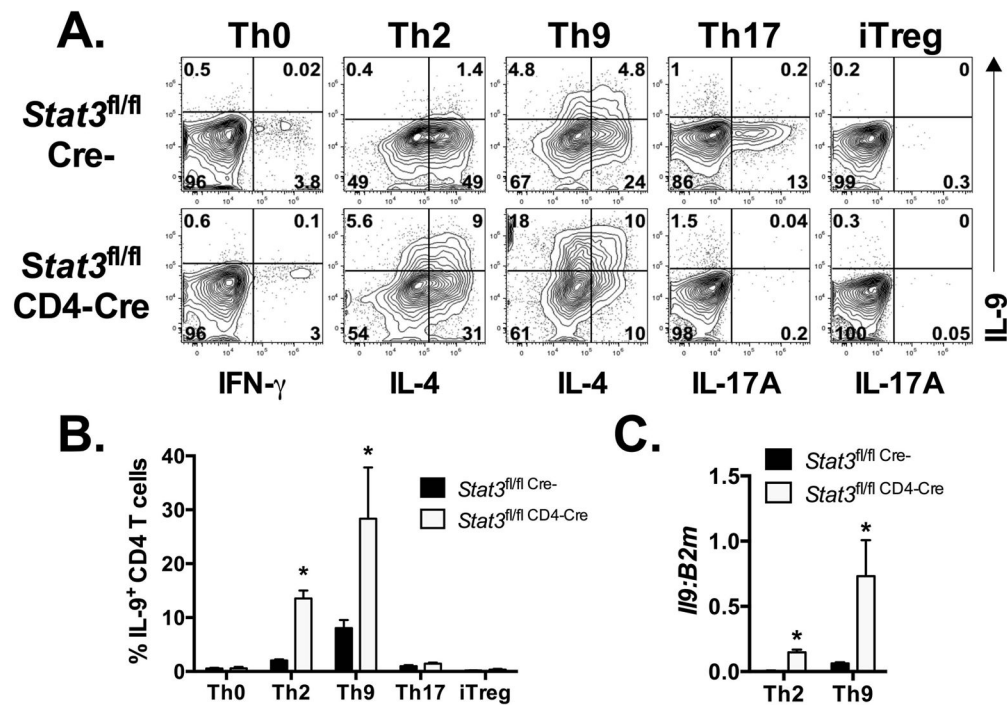 A.
Th0 Th2 Th9 Th17 iTreg
Stat3fl/fl
Cre-
0.5 0.02 0.4 1.4 4.8 4.8 1 0.2 0.2 0
96 3.8 49 49 67 24 86 13 99 0.3
Stat3fl/fl
CD4-Cre
0.6 0.1 5.6 9 18 10 1.5 0.04 0.3 0
96 3 54 31 61 10 98 0.2 100 0.05
IL-9
IFN-γ IL-4 IL-4 IL-17A IL-17A
B.
% IL-9+ CD4 T cells
40
30
20
10
0
* *
Stat3fl/fl Cre-
Stat3fl/fl CD4-Cre
Th0 Th2 Th9 Th17 iTreg
C.
Stat3fl/fl Cre-
Stat3fl/fl CD4-Cre
Il9:B2m
1.5
1.0
0.5
0.0
* *
Th2 Th9